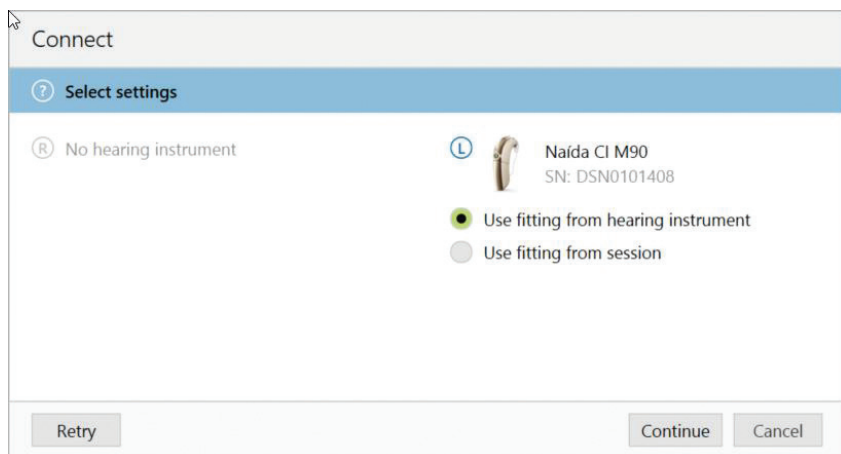 Connect
? Select settings
R No hearing instrument
L Naída CI M90
SN: DSN0101408
Use fitting from hearing instrument
Use fitting from session
Retry Continue Cancel